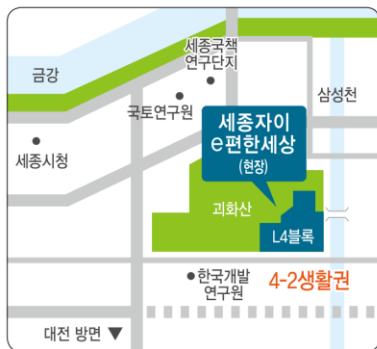 세종국책
연구단지
금강
국토연구원
삼성천
세종시청
세종자이
e편한세상
(현장)
괴화산
L4블록
한국개발
연구원
4-2생활권
대전 방면 ▼